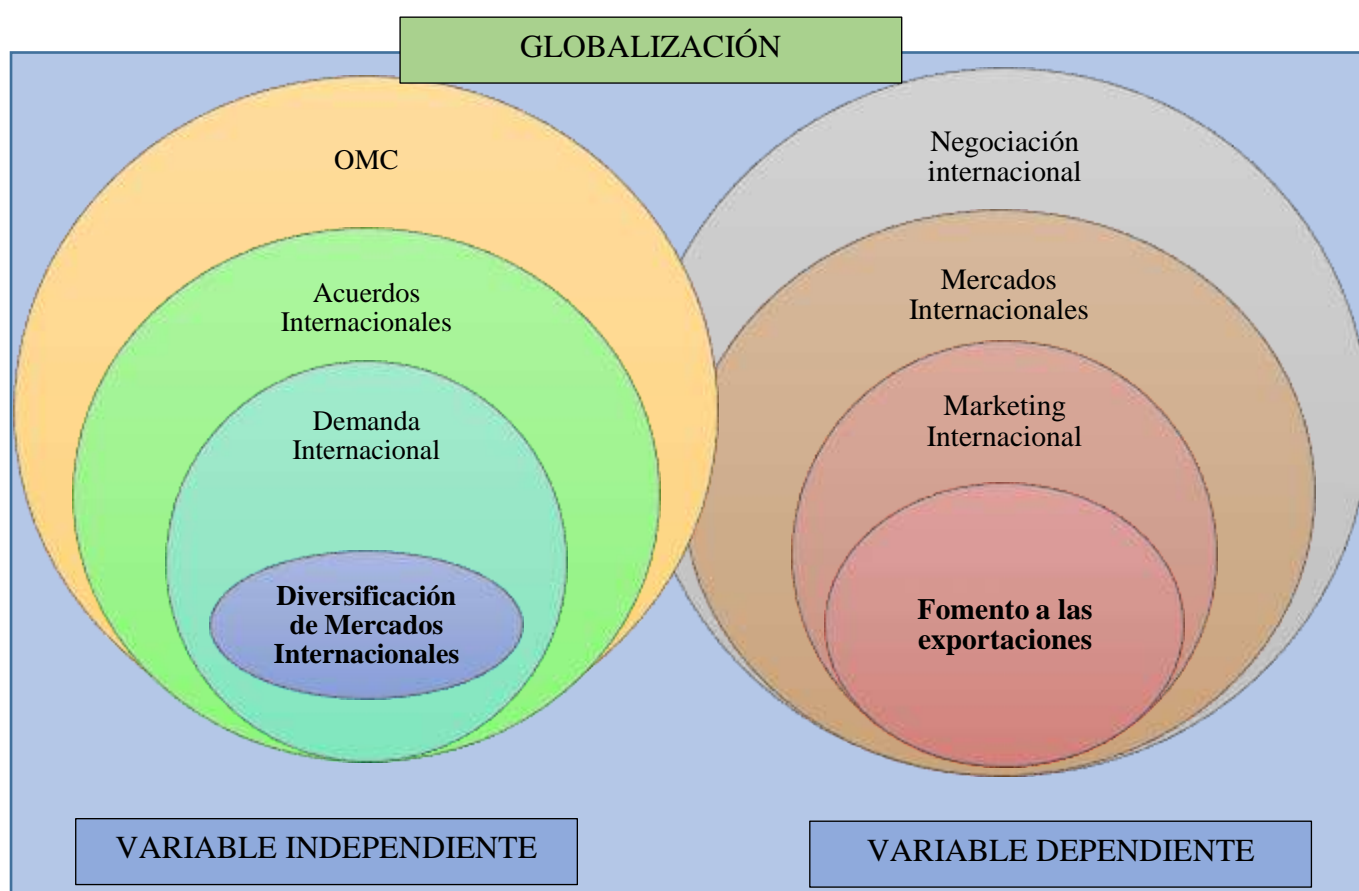 GLOBALIZACIÓN
OMC
Acuerdos
Internacionales
Demanda
Internacional
Diversificación
de Mercados
Internacionales
Negociación
internacional
Mercados
Internacionales
Marketing
Internacional
Fomento a las
exportaciones
VARIABLE INDEPENDIENTE
VARIABLE DEPENDIENTE